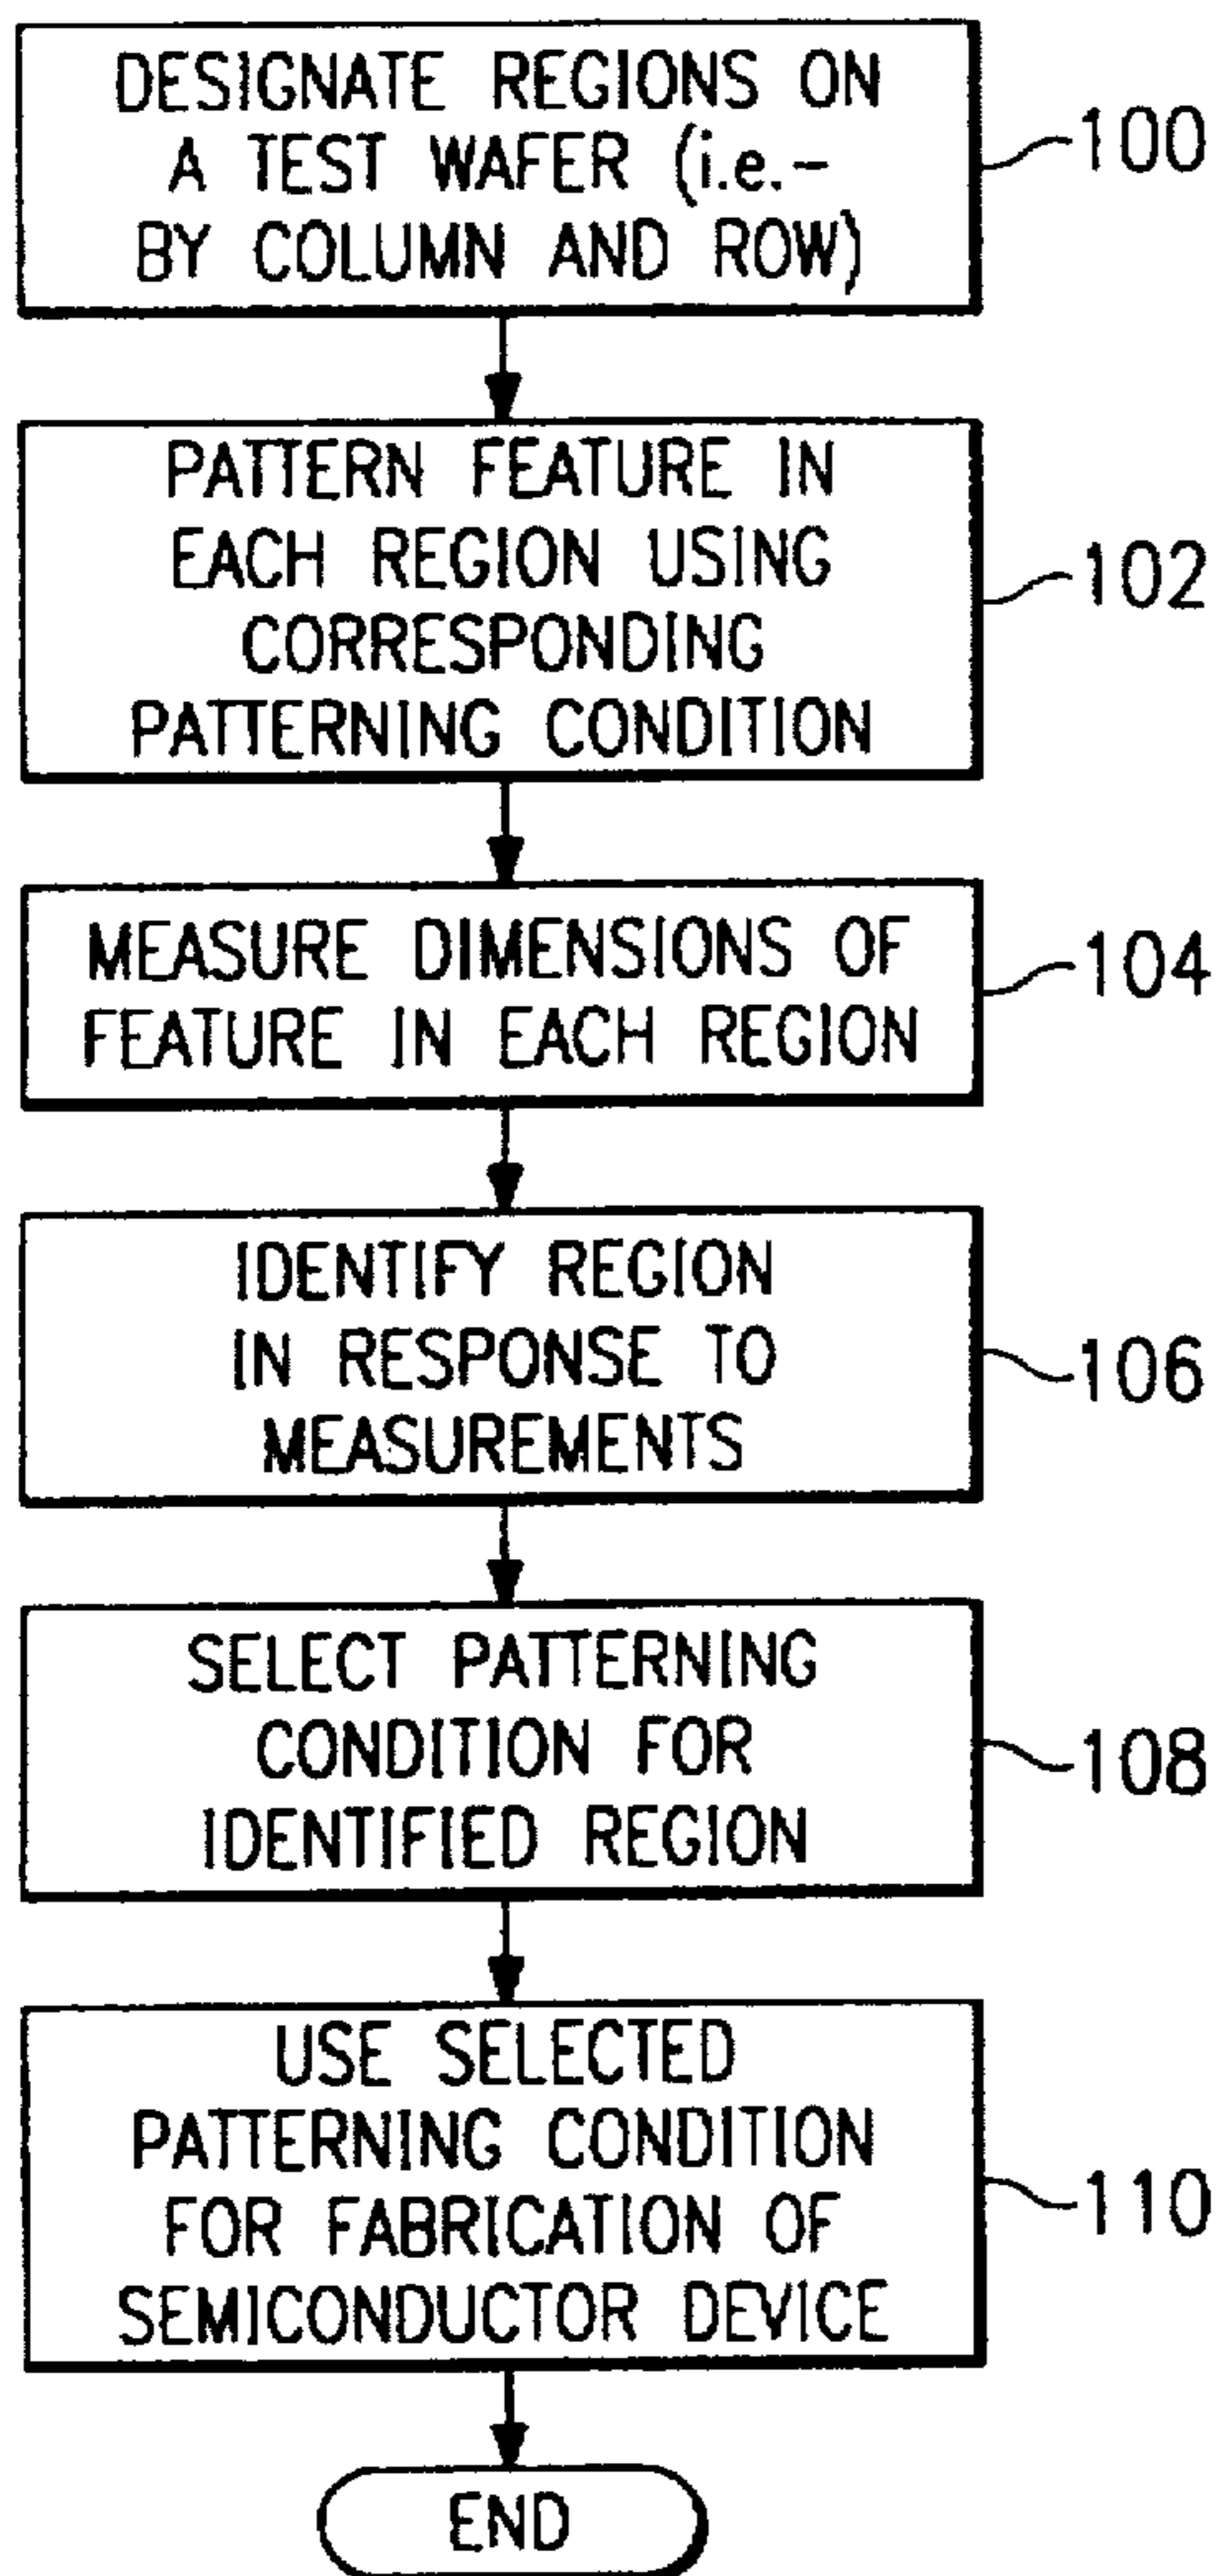 DESIGNATE REGIONS ON
A TEST WAFER (i.e.-
BY COLUMN AND ROW)
100
PATTERN FEATURE IN
EACH REGION USING
CORRESPONDING
PATTERNING CONDITION
102
MEASURE DIMENSIONS OF
FEATURE IN EACH REGION
104
IDENTIFY REGION
IN RESPONSE TO
MEASUREMENTS
106
SELECT PATTERNING
CONDITION FOR
IDENTIFIED REGION
108
USE SELECTED
PATTERNING CONDITION
FOR FABRICATION OF
SEMICONDUCTOR DEVICE
110
END